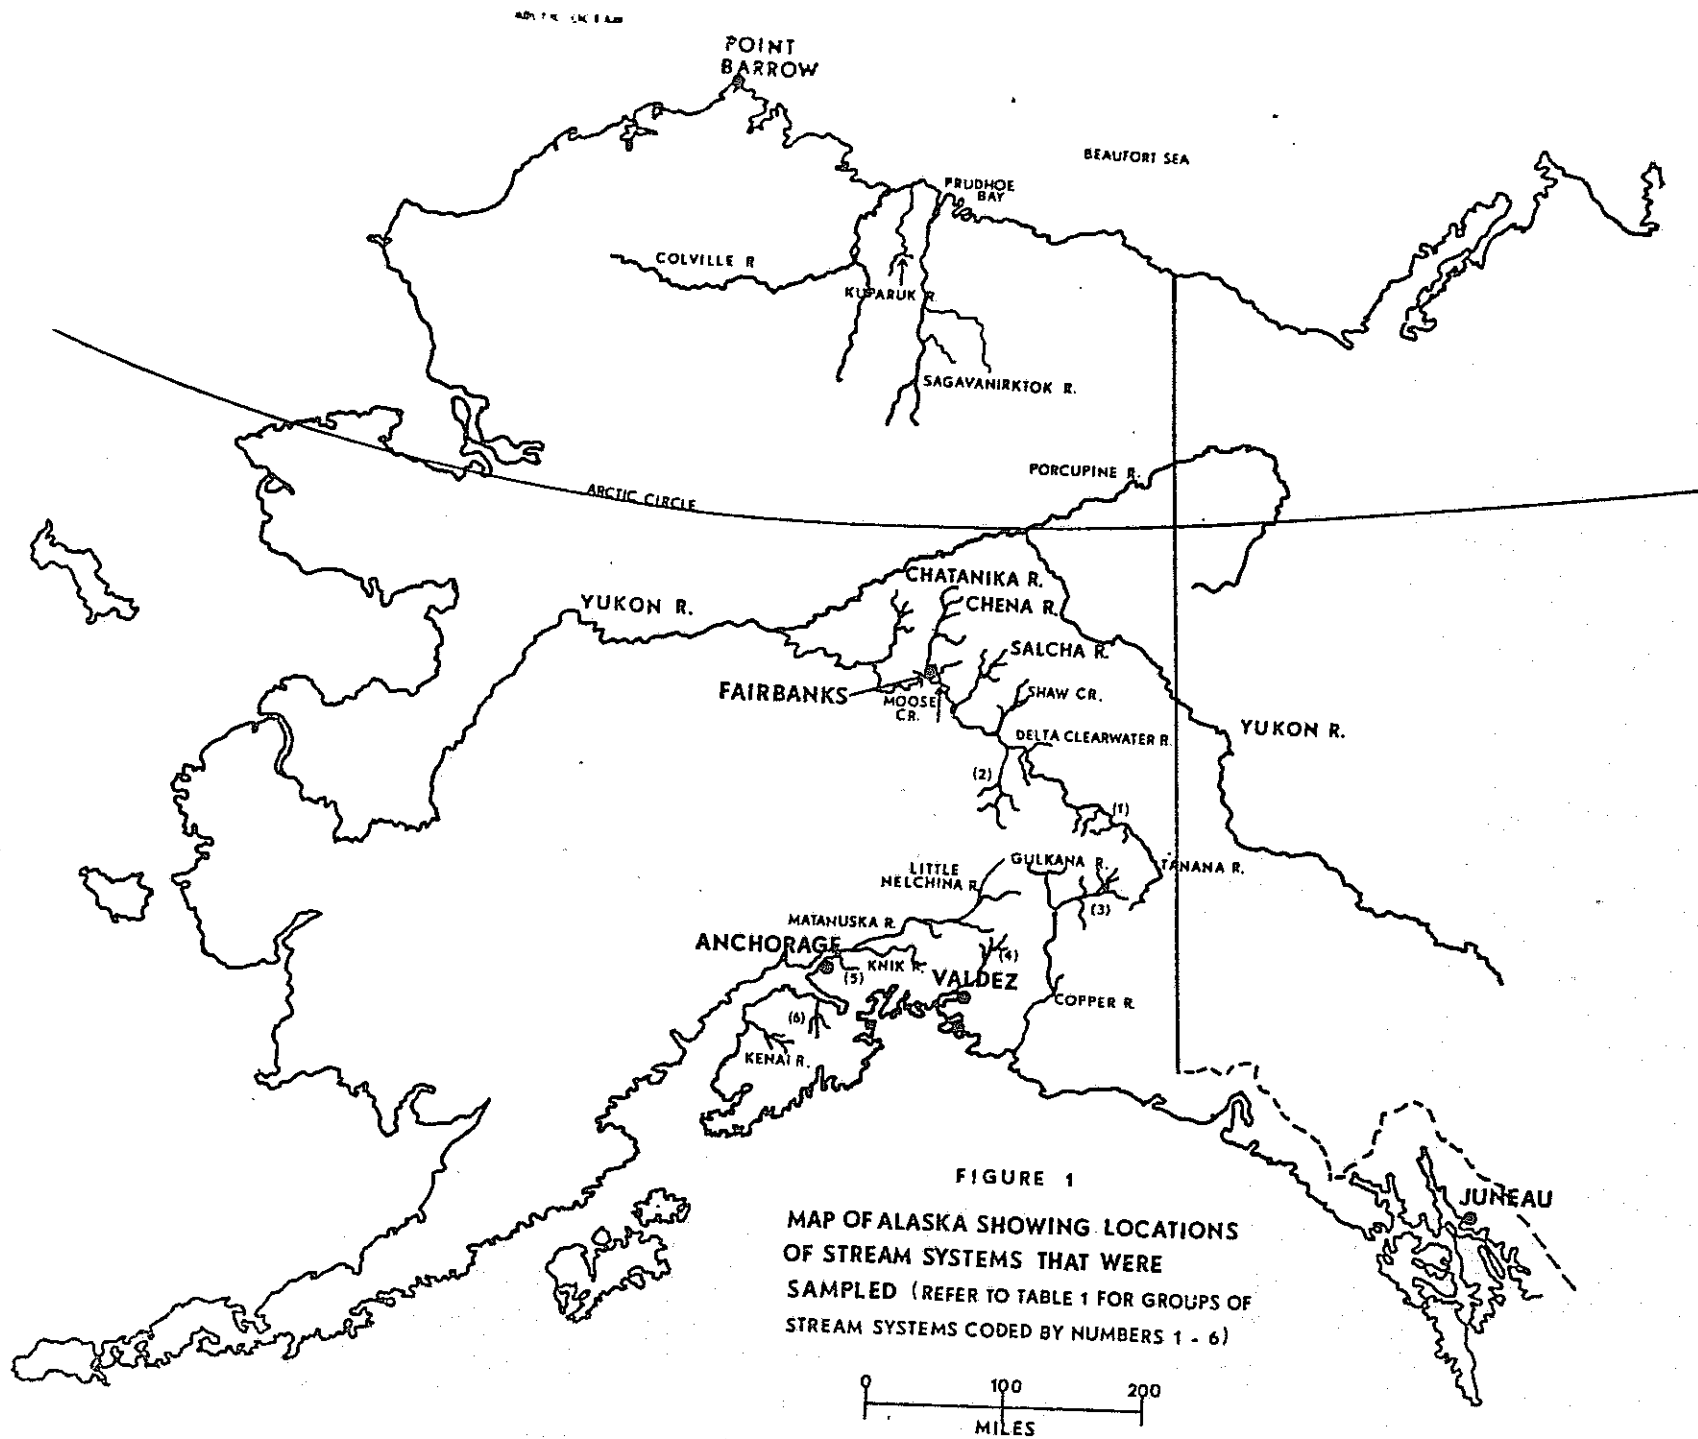 POINT
BARROW
BEAUFORT SEA
PRUDHOE
BAY
COLVILLE R
KUPARUK R.
SAGAVANIRKTOK R.
PORCUPINE R.
ARCTIC CIRCLE
CHATANIKA R.
YUKON R.
CHENA R.
SALCHA R.
FAIRBANKS
MOOSE
CR.
SHAW CR.
YUKON R.
DELTA CLEARWATER R.
(2)
(1)
LITTLE
NELCHINA R.
GULKANA R.
TANANA R.
(3)
MATANUSKA R.
ANCHORAGE
(4)
KNIK R.
(5)
VALDEZ
COPPER R.
(6)
KENAI R.
FIGURE 1
MAP OF ALASKA SHOWING LOCATIONS
OF STREAM SYSTEMS THAT WERE
SAMPLED (REFER TO TABLE 1 FOR GROUPS OF
STREAM SYSTEMS CODED BY NUMBERS 1 - 6)
JUNEAU
0 100 200
MILES